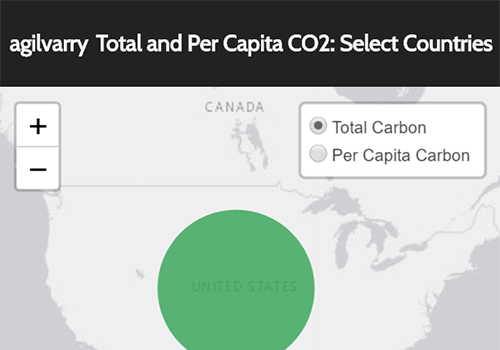 agilvarry Total and Per Capita CO2: Select Countries
CANADA
+
−
Total Carbon
Per Capita Carbon
UNITED STATES